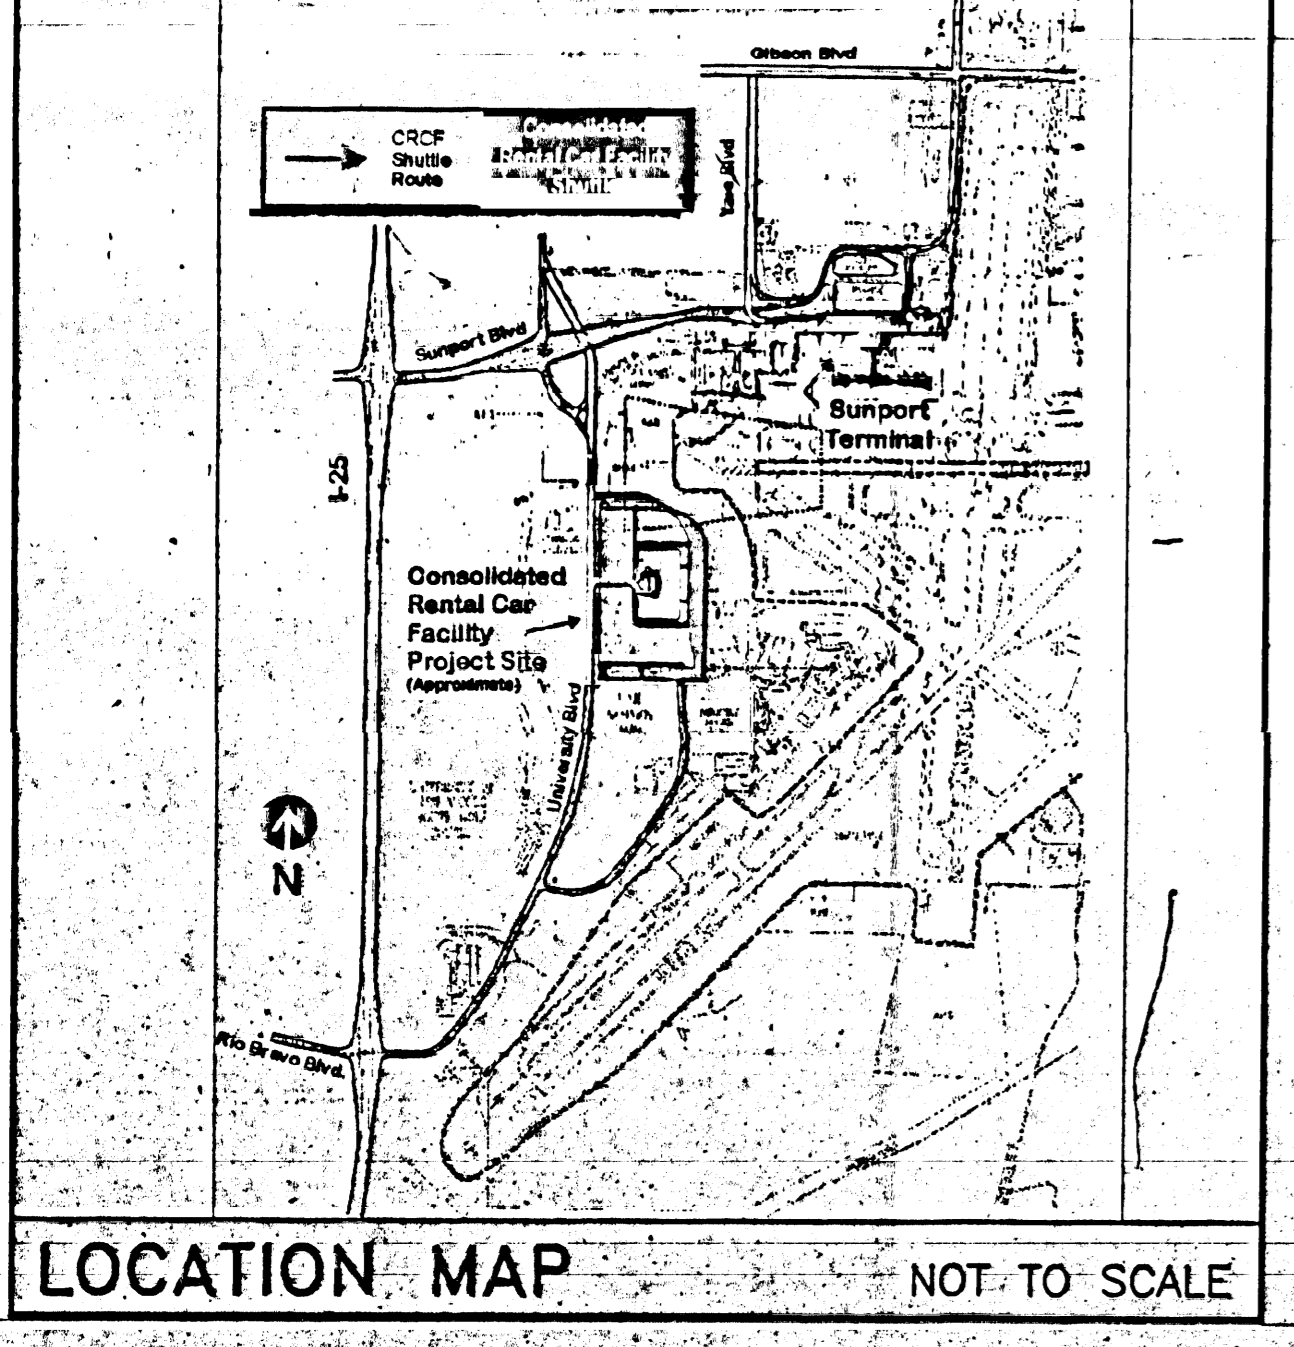 Gibson Blvd
CRCF
Shuttle
Route
Consolidated
Rental Car Facility
Shuttle
Yale Blvd
Sunport Blvd
Sunport
Terminal
I-25
Consolidated
Rental Car
Facility
Project Site
(Approximate)
University Blvd
N
Rio Bravo Blvd.
LOCATION MAP
NOT TO SCALE